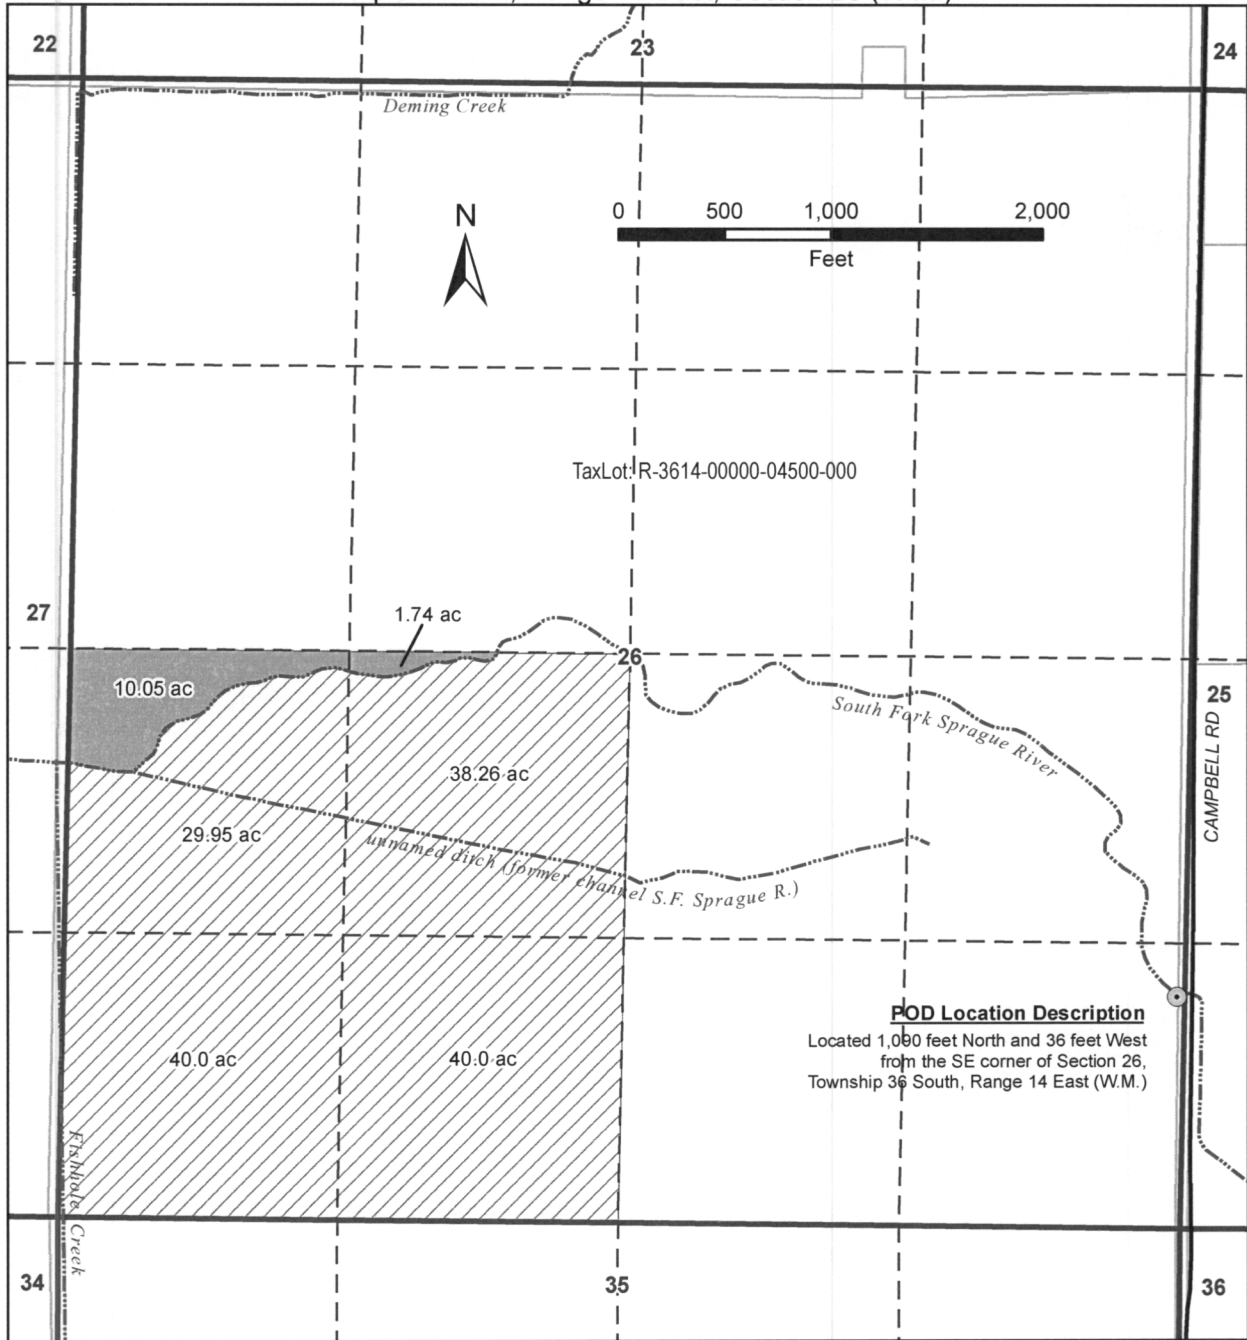 22
23
24
Deming Creek
N
0 500 1,000 2,000
Feet
TaxLot: R-3614-00000-04500-000
27
1.74 ac
26
10.05 ac
25
South Fork Sprague River
CAMPBELL RD
38.26 ac
29.95 ac
unnamed ditch (former channel S.F. Sprague R.)
POD Location Description
Located 1,090 feet North and 36 feet West
from the SE corner of Section 26,
Township 36 South, Range 14 East (W.M.)
40.0 ac
40.0 ac
Fishhole Creek
34
35
36